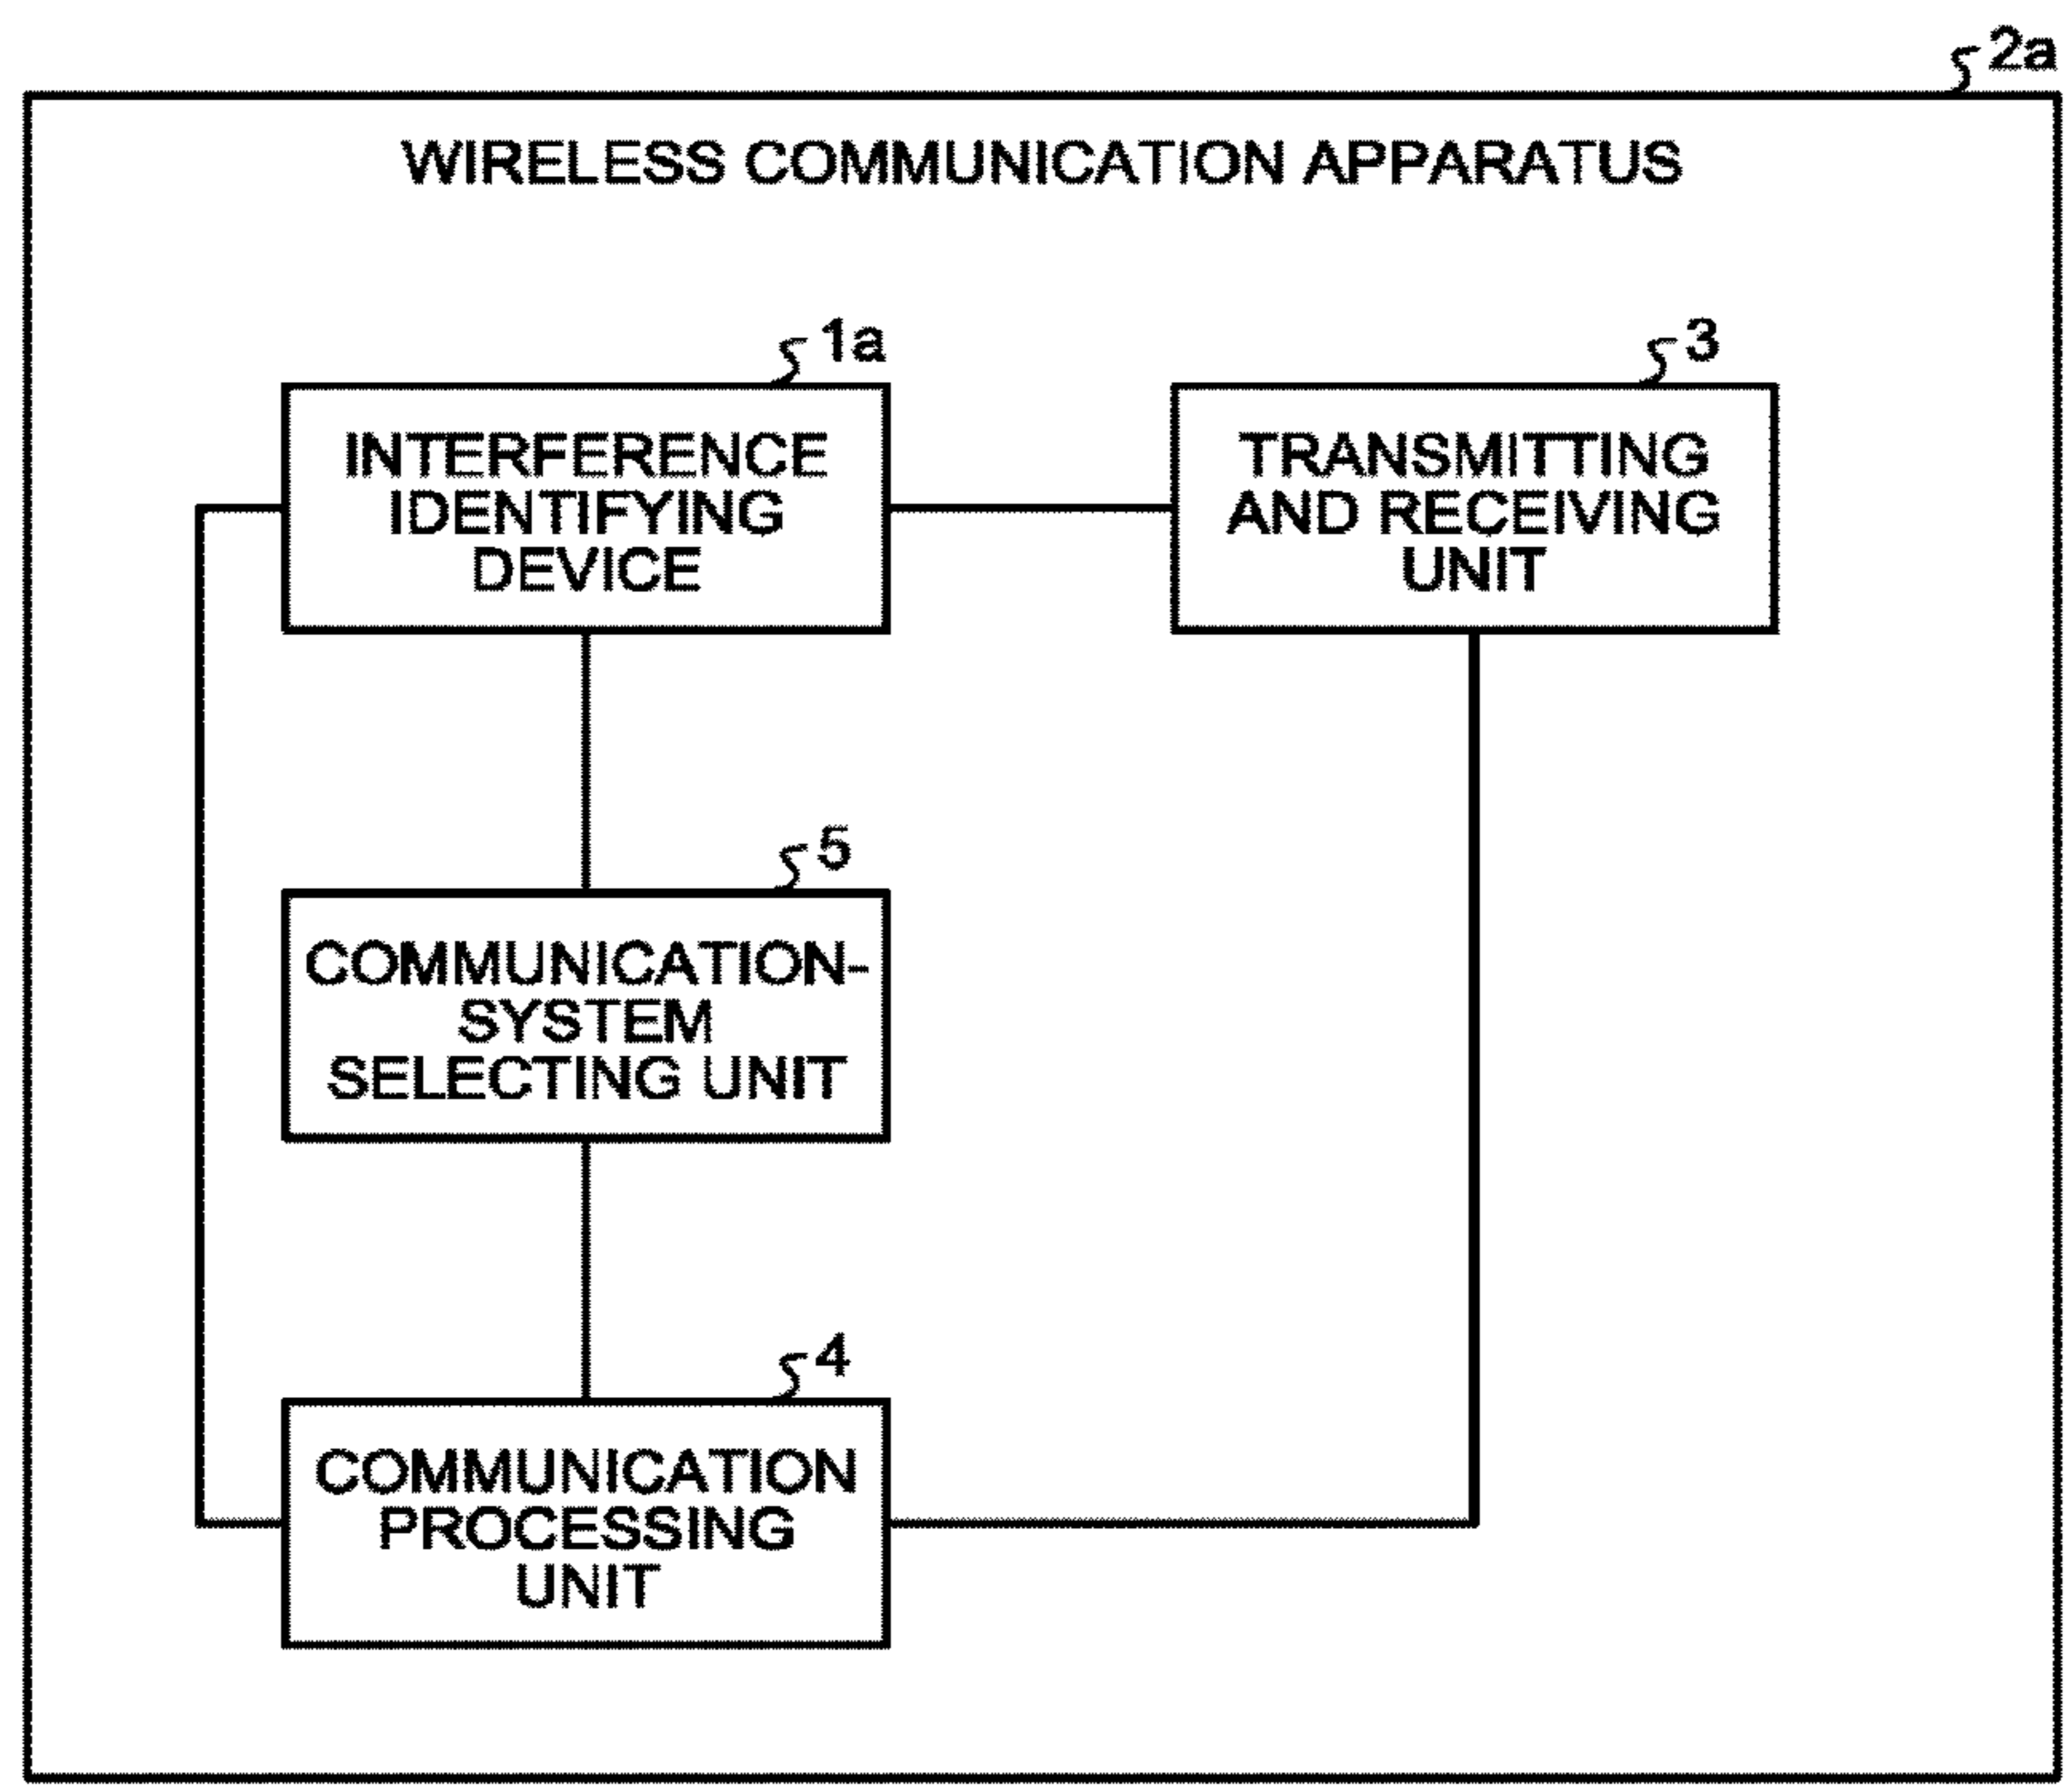 2a
WIRELESS COMMUNICATION APPARATUS
1a
INTERFERENCE
IDENTIFYING
DEVICE
3
TRANSMITTING
AND RECEIVING
UNIT
5
COMMUNICATION-
SYSTEM
SELECTING UNIT
4
COMMUNICATION
PROCESSING
UNIT